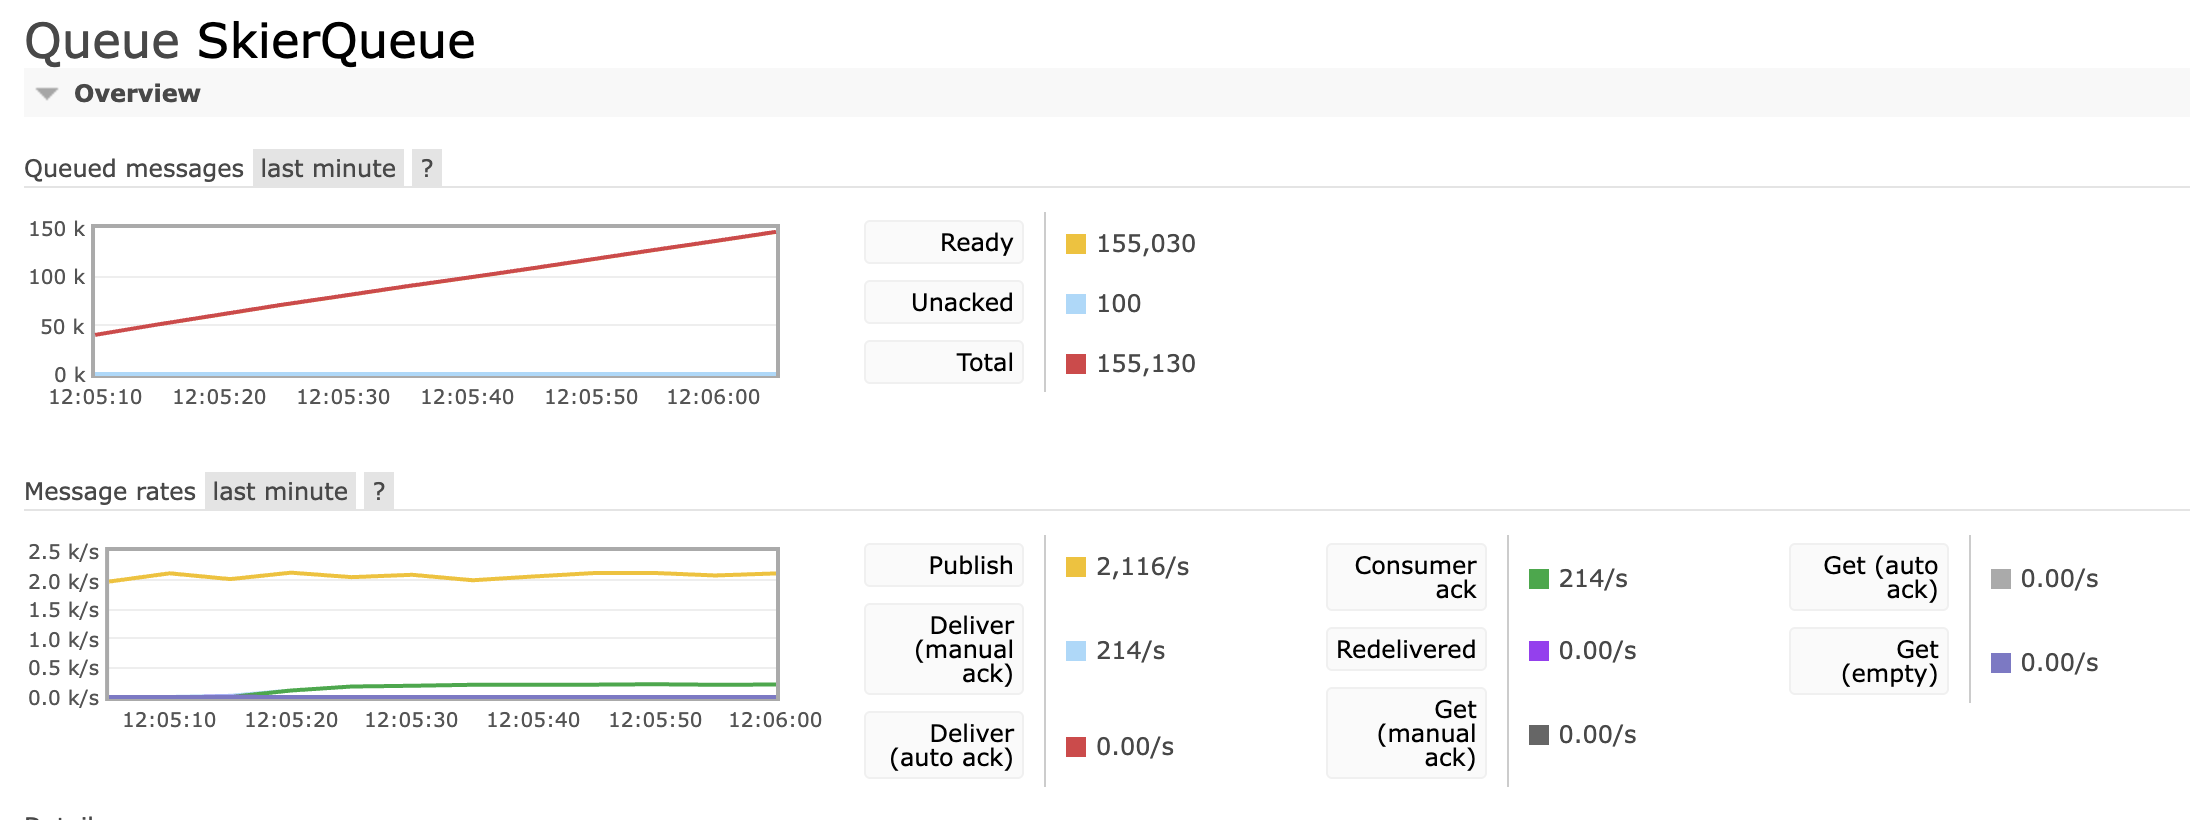 Queue SkierQueue
Overview
Queued messages last minute ?
150 k
100 k
50 k
0 k
12:05:10 12:05:20 12:05:30 12:05:40 12:05:50 12:06:00
Ready 155,030
Unacked 100
Total 155,130
Message rates last minute ?
2.5 k/s
2.0 k/s
1.5 k/s
1.0 k/s
0.5 k/s
0.0 k/s
12:05:10 12:05:20 12:05:30 12:05:40 12:05:50 12:06:00
Publish 2,116/s
Deliver
(manual 214/s
ack)
Deliver
(auto ack) 0.00/s
Consumer
ack 214/s
Redelivered 0.00/s
Get
(manual 0.00/s
ack)
Get (auto
ack) 0.00/s
Get
(empty) 0.00/s